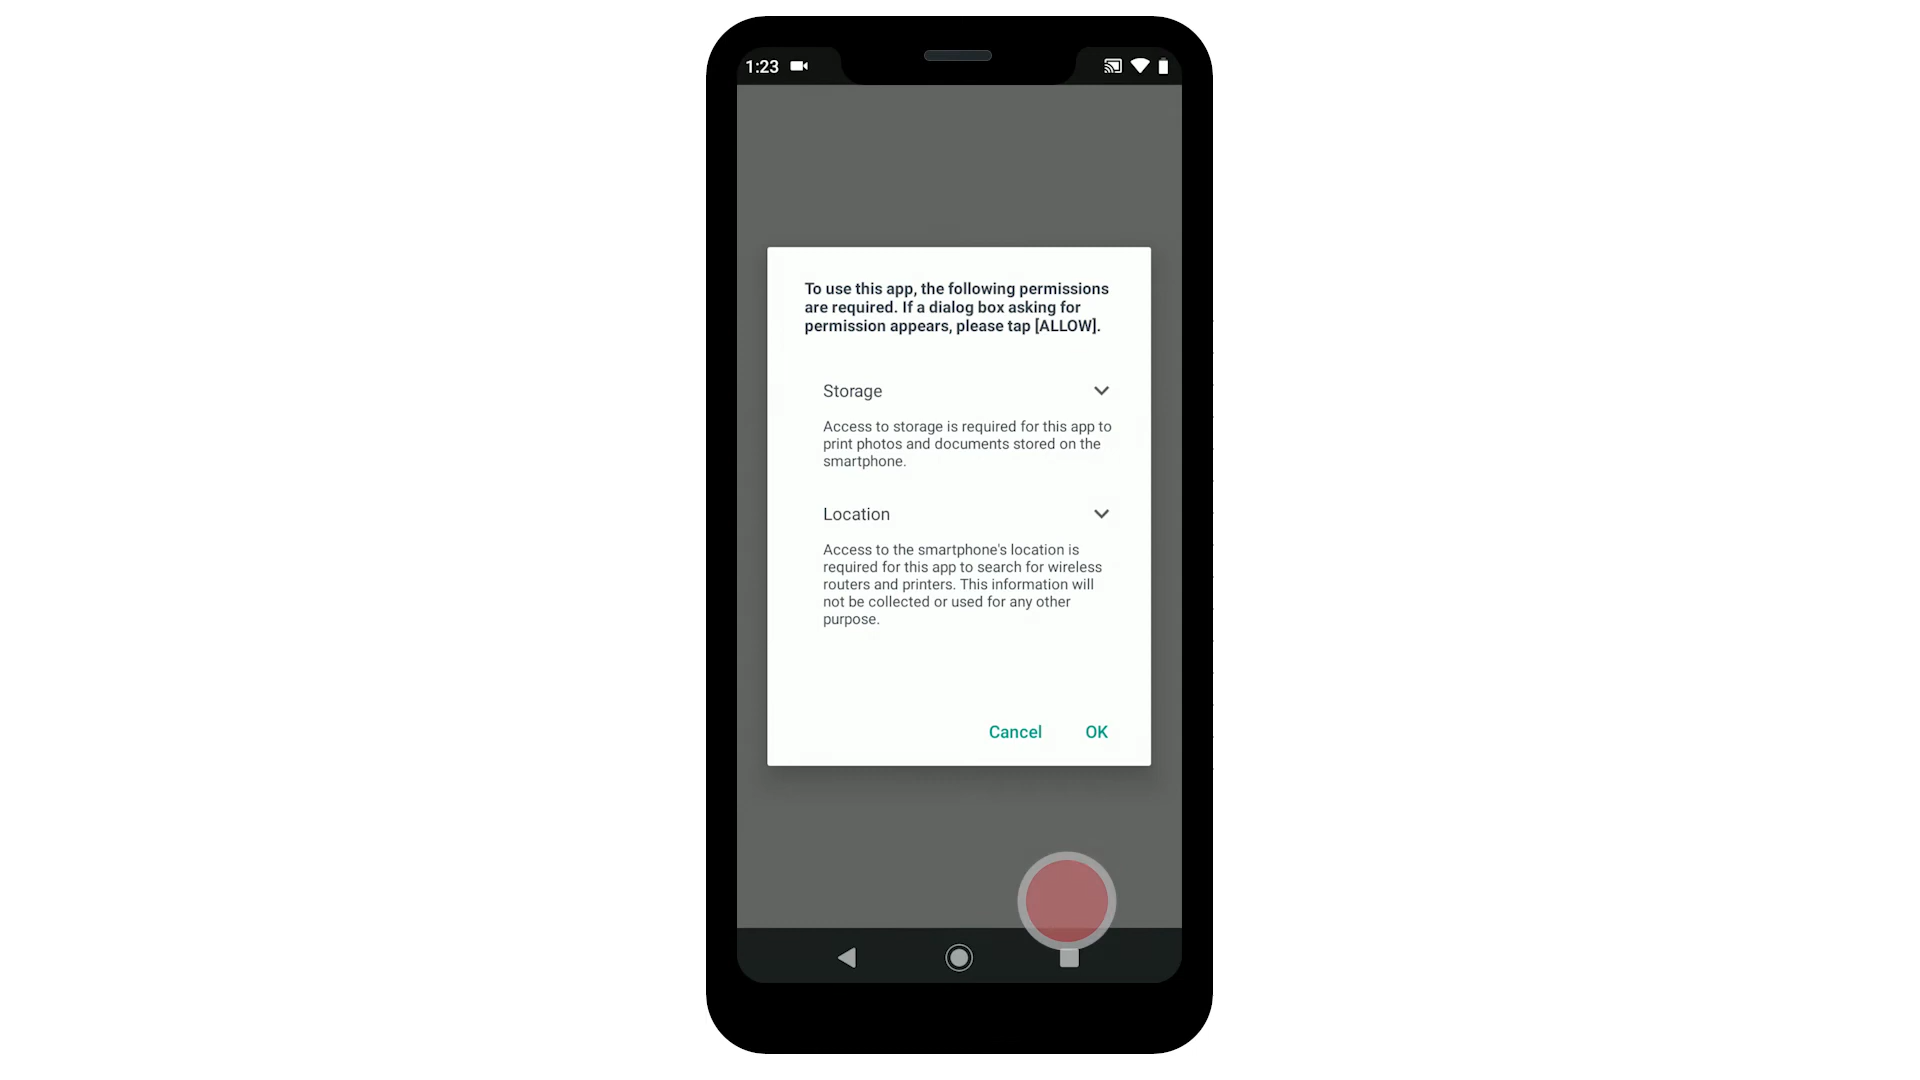 1:23
To use this app, the following permissions
are required. If a dialog box asking for
permission appears, please tap [ALLOW].
Storage
Access to storage is required for this app to
print photos and documents stored on the
smartphone.
Location
Access to the smartphone's location is
required for this app to search for wireless
routers and printers. This information will
not be collected or used for any other
purpose.
Cancel OK